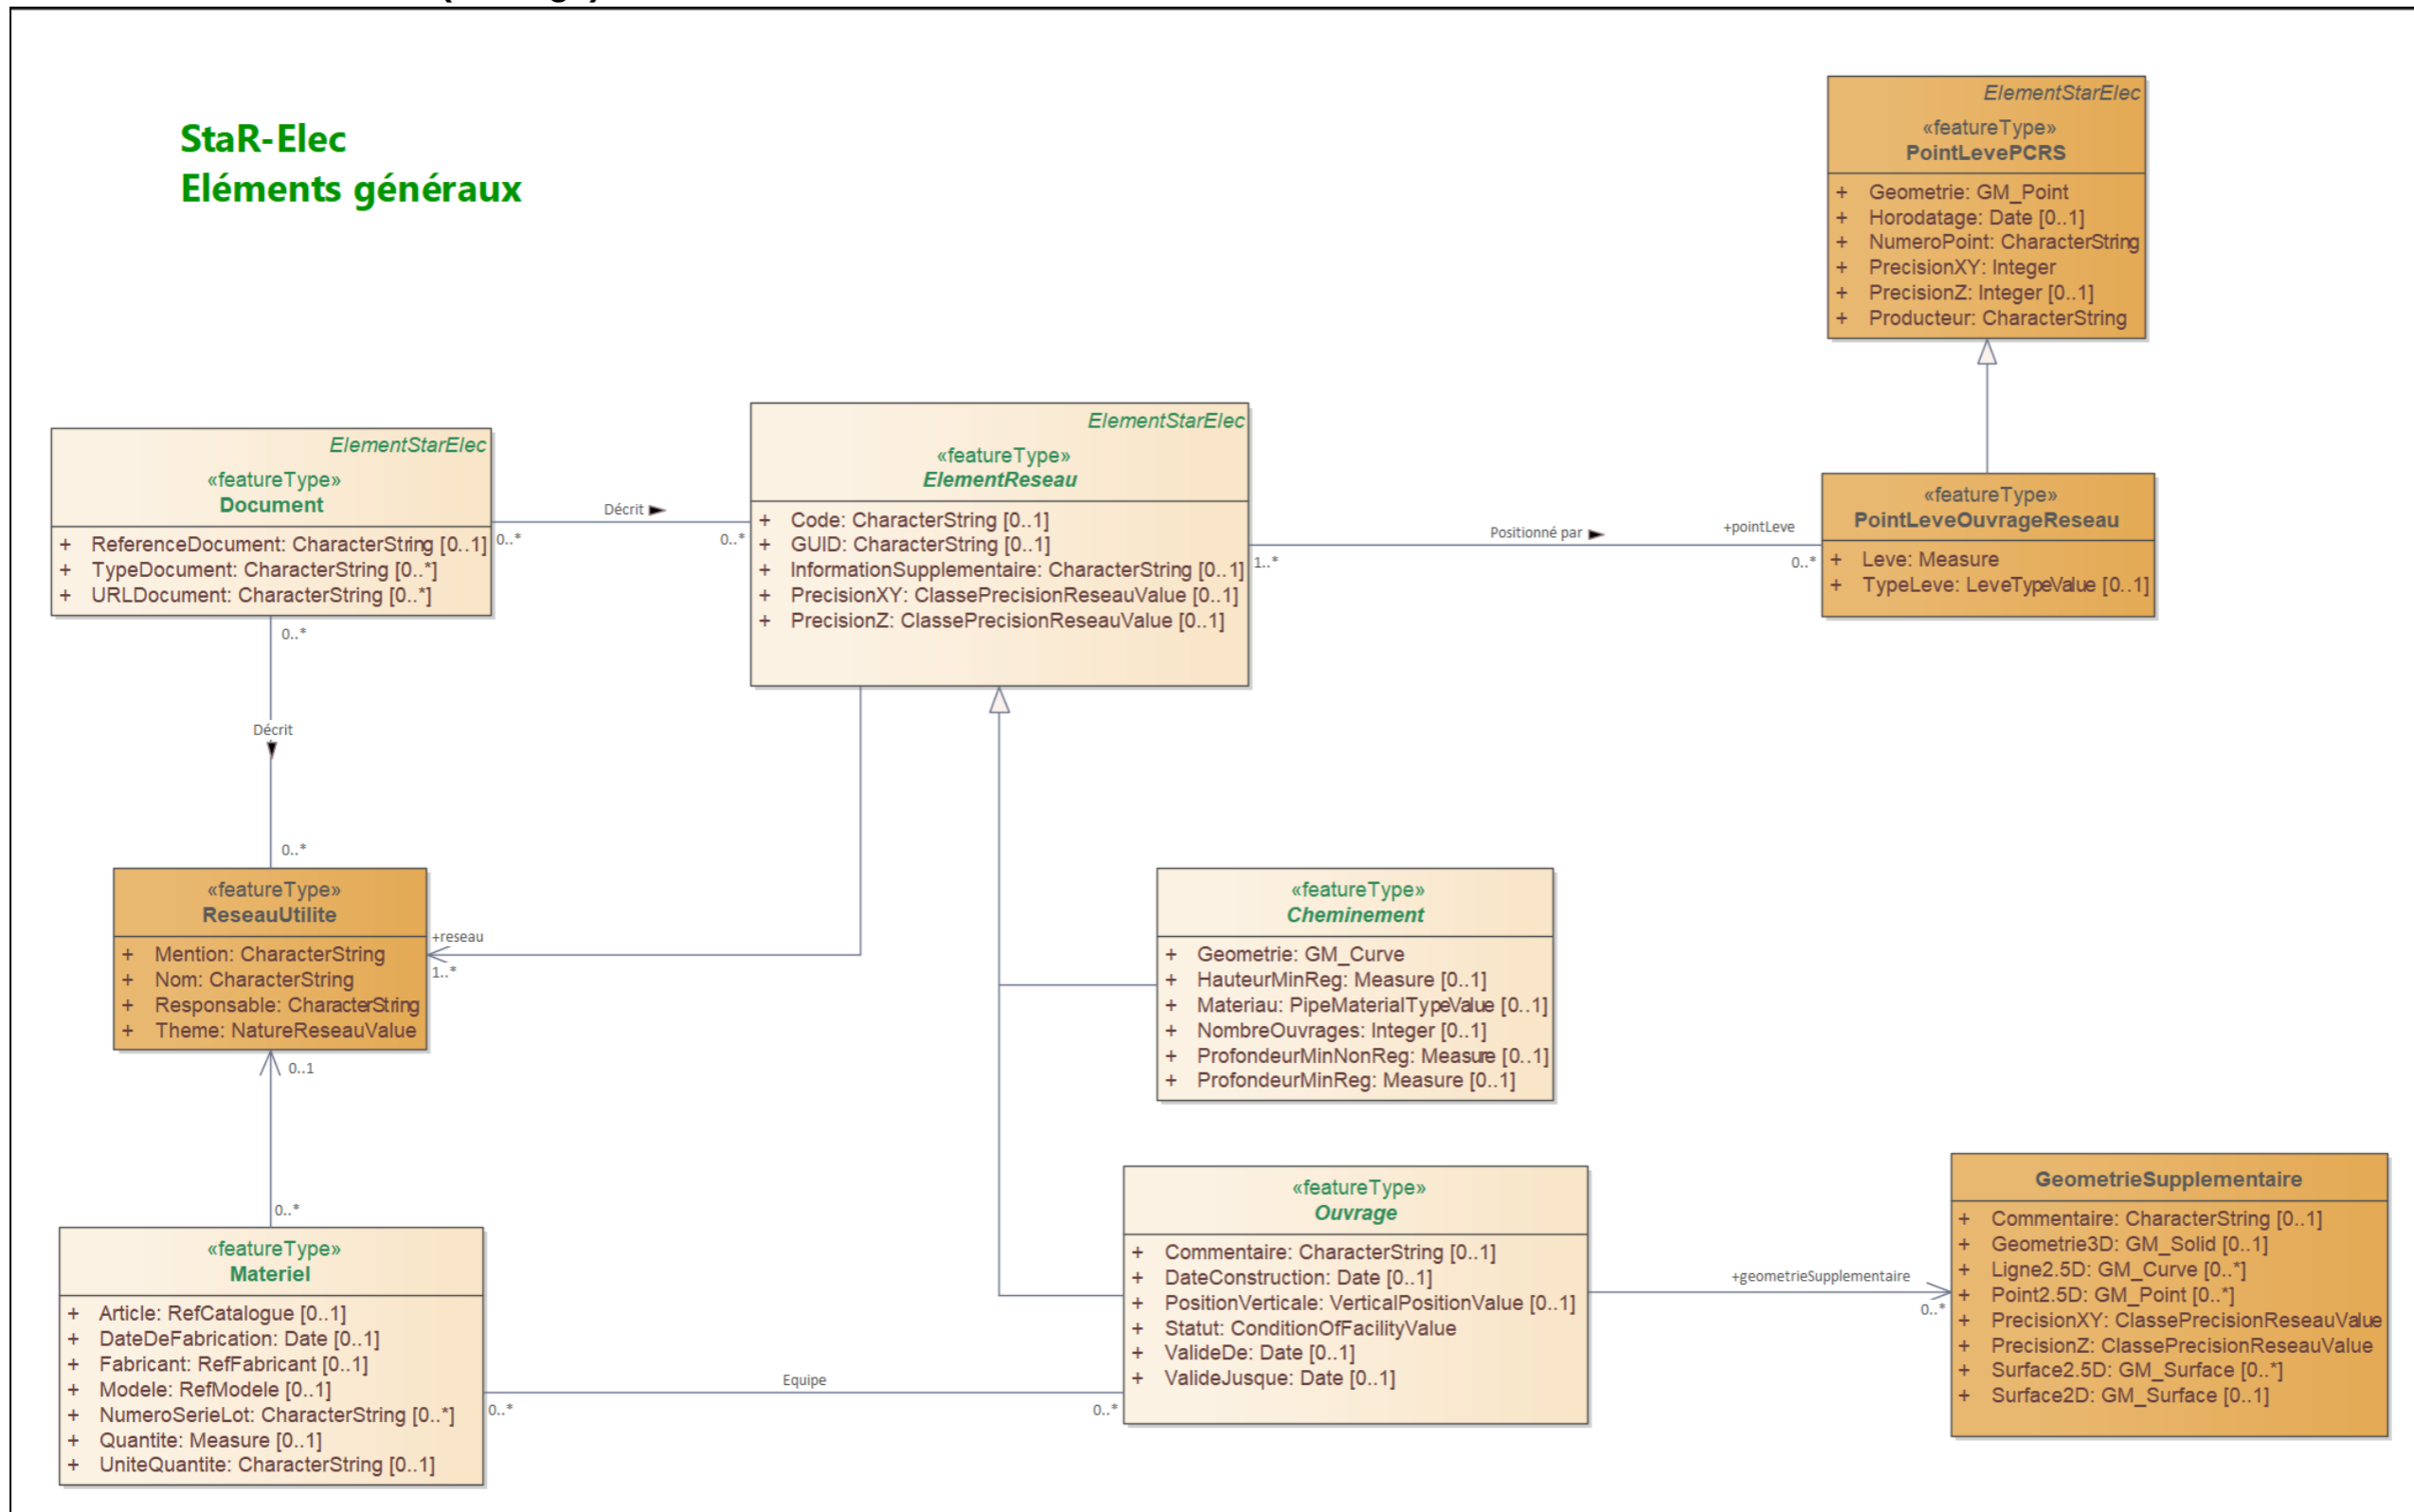 StaR-Elec
Eléments généraux
ElementStarElec
«featureType»
PointLevePCRS
+ Geometrie: GM_Point
+ Horodatage: Date [0..1]
+ NumeroPoint: CharacterString
+ PrecisionXY: Integer
+ PrecisionZ: Integer [0..1]
+ Producteur: CharacterString
ElementStarElec
«featureType»
Document
+ ReferenceDocument: CharacterString [0..1]
+ TypeDocument: CharacterString [0..*]
+ URLDocument: CharacterString [0..*]
Décrit
0..*
0..*
ElementStarElec
«featureType»
ElementReseau
+ Code: CharacterString [0..1]
+ GUID: CharacterString [0..1]
+ InformationSupplementaire: CharacterString [0..1]
+ PrecisionXY: ClassePrecisionReseauValue [0..1]
+ PrecisionZ: ClassePrecisionReseauValue [0..1]
Positionné par
+pointLeve
1..*
0..*
«featureType»
PointLeveOuvrageReseau
+ Leve: Measure
+ TypeLeve: LeveTypeValue [0..1]
0..*
Décrit
0..*
«featureType»
ReseauUtilite
+ Mention: CharacterString
+ Nom: CharacterString
+ Responsable: CharacterString
+ Theme: NatureReseauValue
+reseau
1..*
0..1
0..*
«featureType»
Cheminement
+ Geometrie: GM_Curve
+ HauteurMinReg: Measure [0..1]
+ Materiau: PipeMaterialTypeValue [0..1]
+ NombreOuvrages: Integer [0..1]
+ ProfondeurMinNonReg: Measure [0..1]
+ ProfondeurMinReg: Measure [0..1]
«featureType»
Materiel
+ Article: RefCatalogue [0..1]
+ DateDeFabrication: Date [0..1]
+ Fabricant: RefFabricant [0..1]
+ Modele: RefModele [0..1]
+ NumeroSerieLot: CharacterString [0..*]
+ Quantite: Measure [0..1]
+ UniteQuantite: CharacterString [0..1]
Equipe
0..*
0..*
«featureType»
Ouvrage
+ Commentaire: CharacterString [0..1]
+ DateConstruction: Date [0..1]
+ PositionVerticale: VerticalPositionValue [0..1]
+ Statut: ConditionOfFacilityValue
+ ValideDe: Date [0..1]
+ ValideJusque: Date [0..1]
+geometrieSupplementaire
0..*
GeometrieSupplementaire
+ Commentaire: CharacterString [0..1]
+ Geometrie3D: GM_Solid [0..1]
+ Ligne2.5D: GM_Curve [0..*]
+ Point2.5D: GM_Point [0..*]
+ PrecisionXY: ClassePrecisionReseauValue
+ PrecisionZ: ClassePrecisionReseauValue
+ Surface2.5D: GM_Surface [0..*]
+ Surface2D: GM_Surface [0..1]